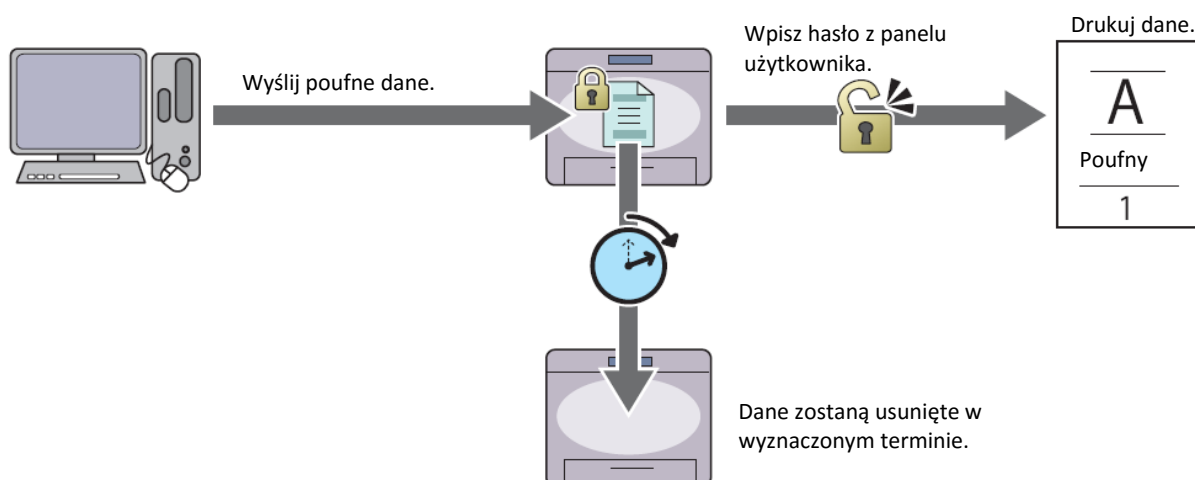 Wyślij poufne dane.
Wpisz hasło z panelu
użytkownika.
Drukuj dane.
A
Poufny
1
Dane zostaną usunięte w
wyznaczonym terminie.